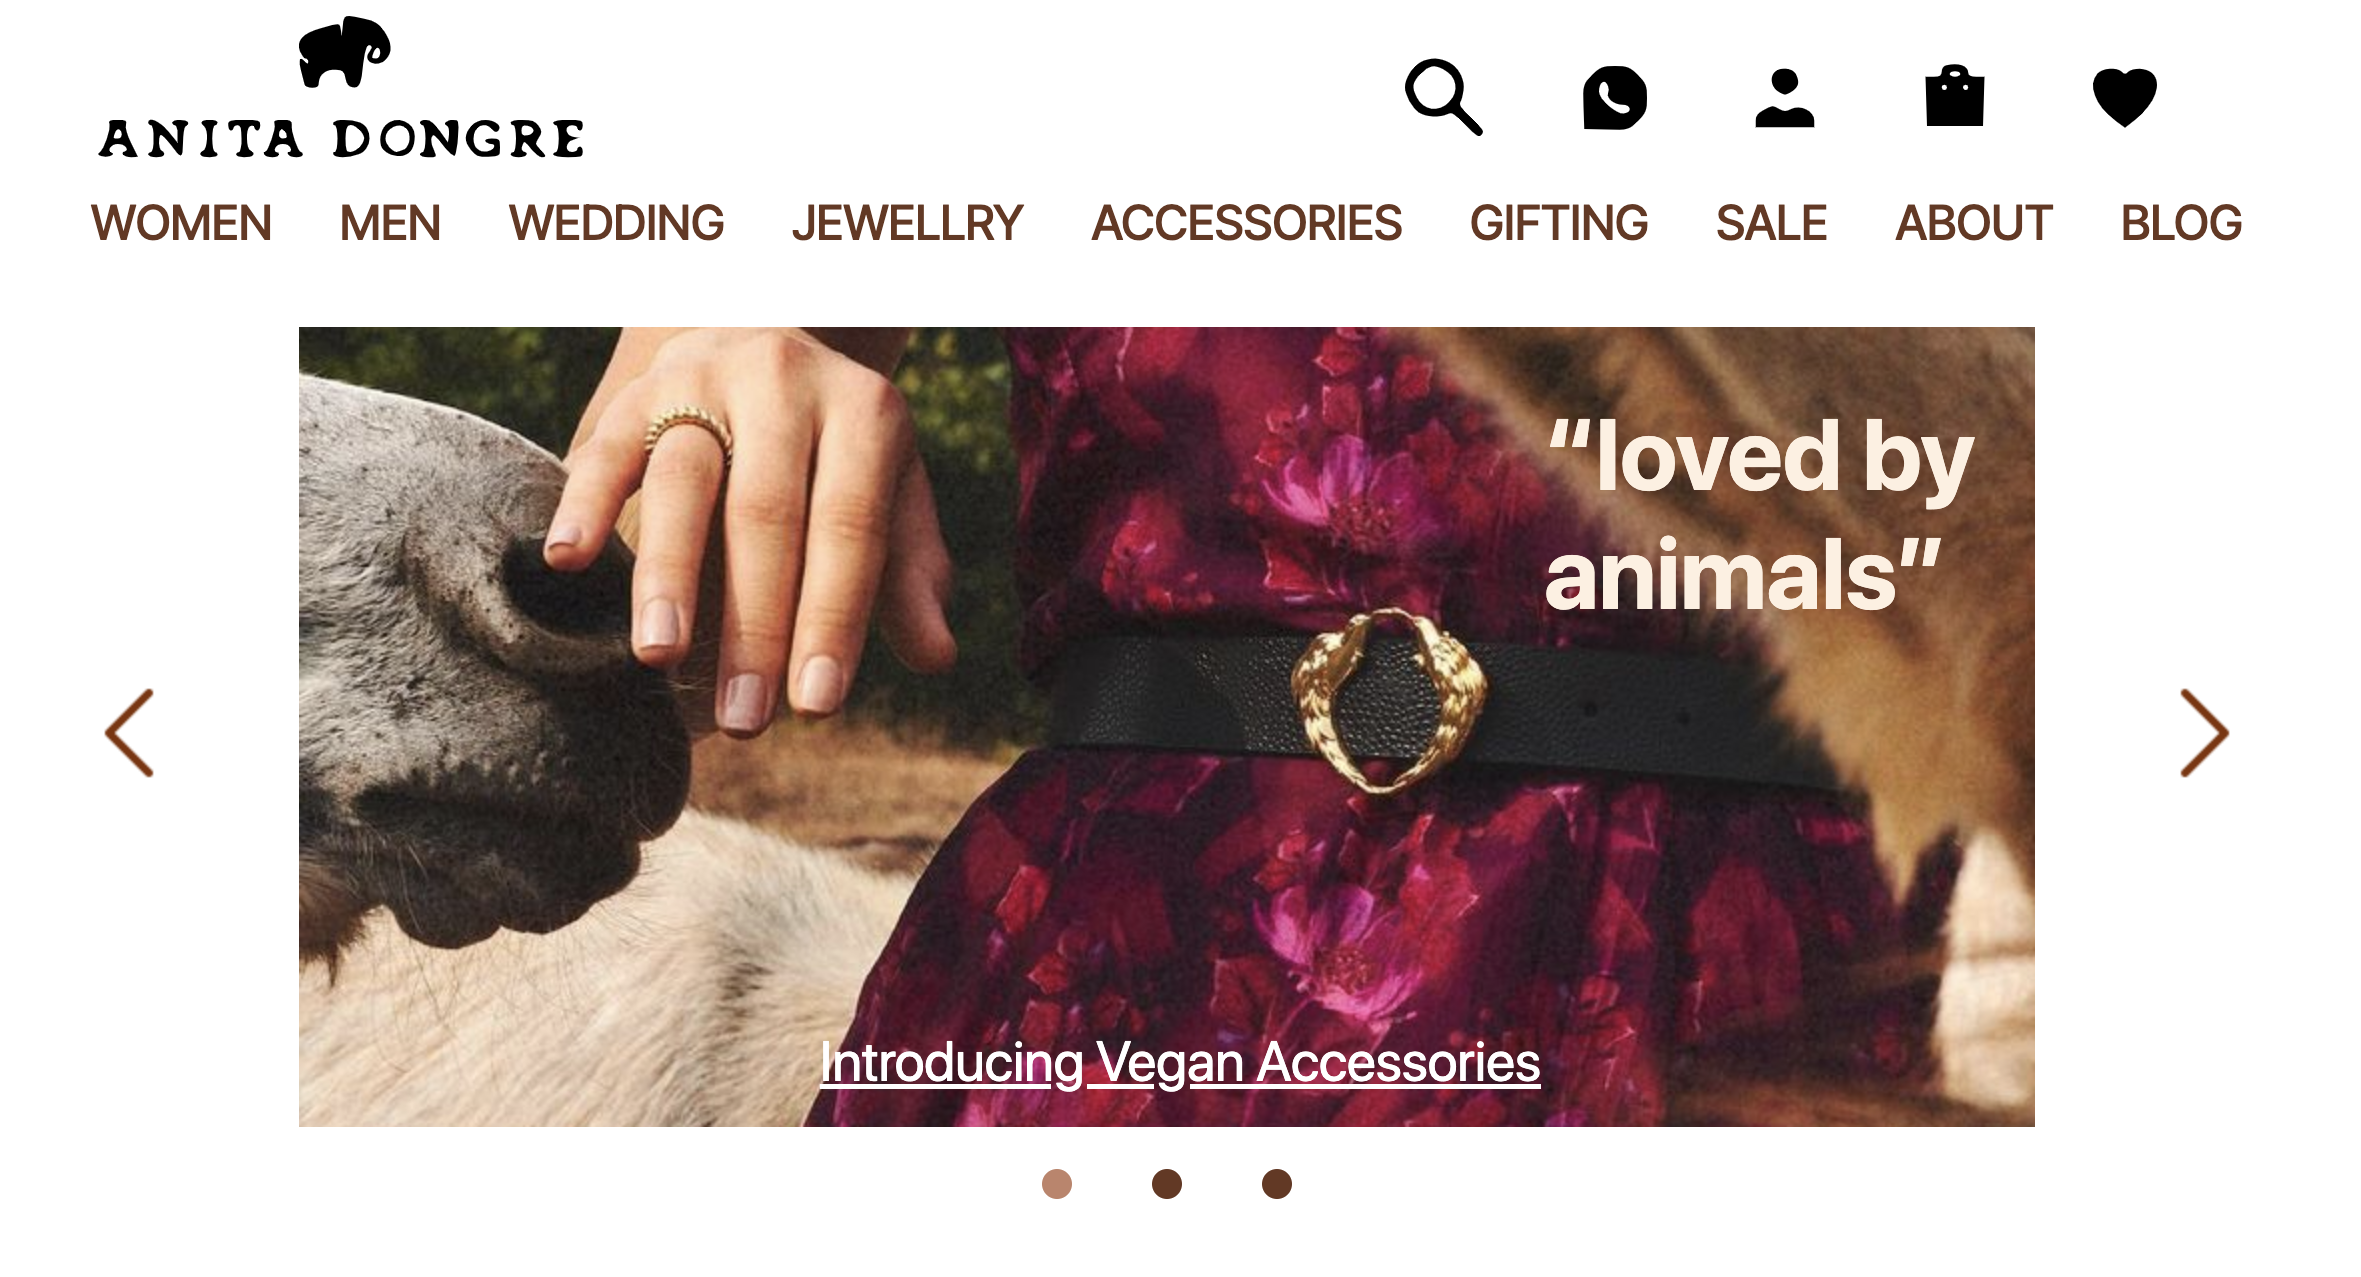 ANITA DONGRE
WOMEN MEN WEDDING JEWELLRY ACCESSORIES GIFTING SALE ABOUT BLOG
“loved by
animals”
Introducing Vegan Accessories